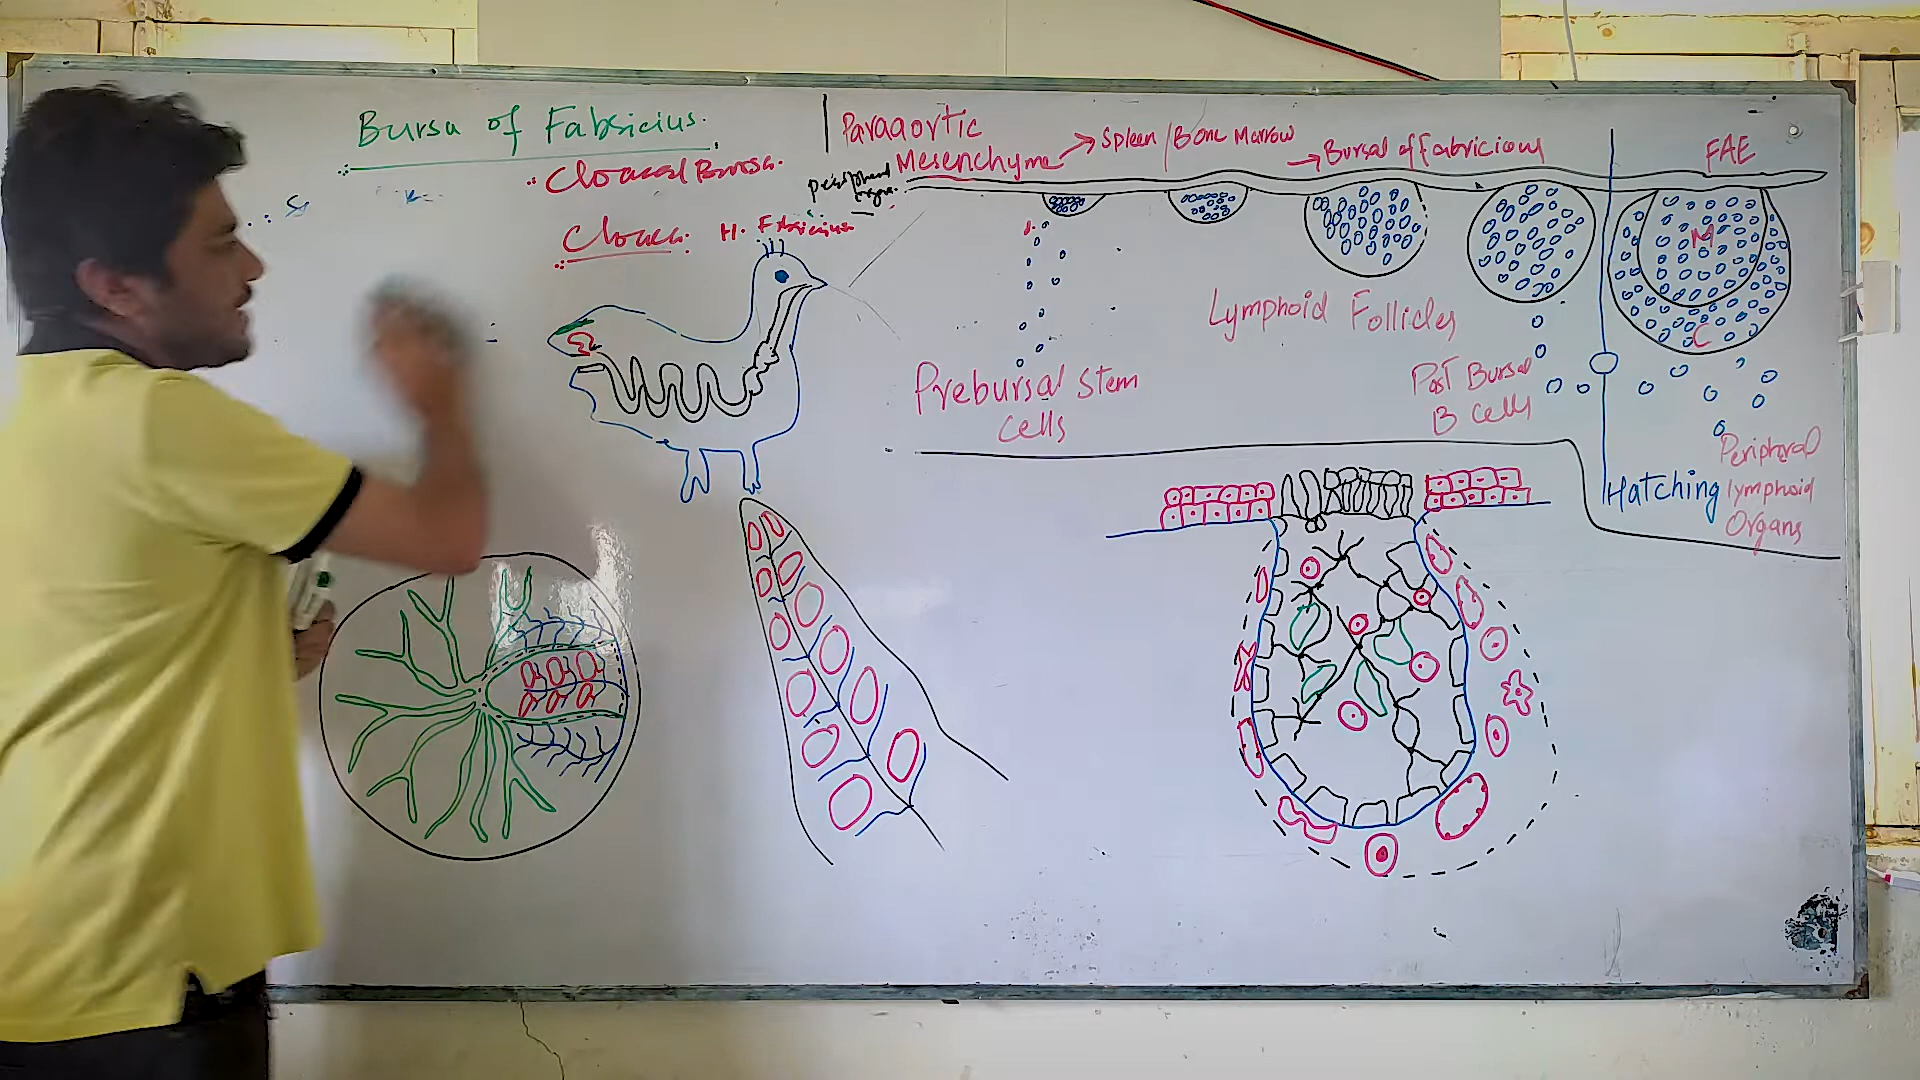 Bursa of Fabricius.
Cloacal Bursa.
Cloaca. H. Fabricius
Paraaortic
Mesenchyme → Spleen / Bone Marrow → Bursal of Fabricious
FAE
M
C
Lymphoid Follicles
Prebursal Stem
Cells
Post Bursal
B Cells
Hatching
Peripheral
lymphoid
Organs